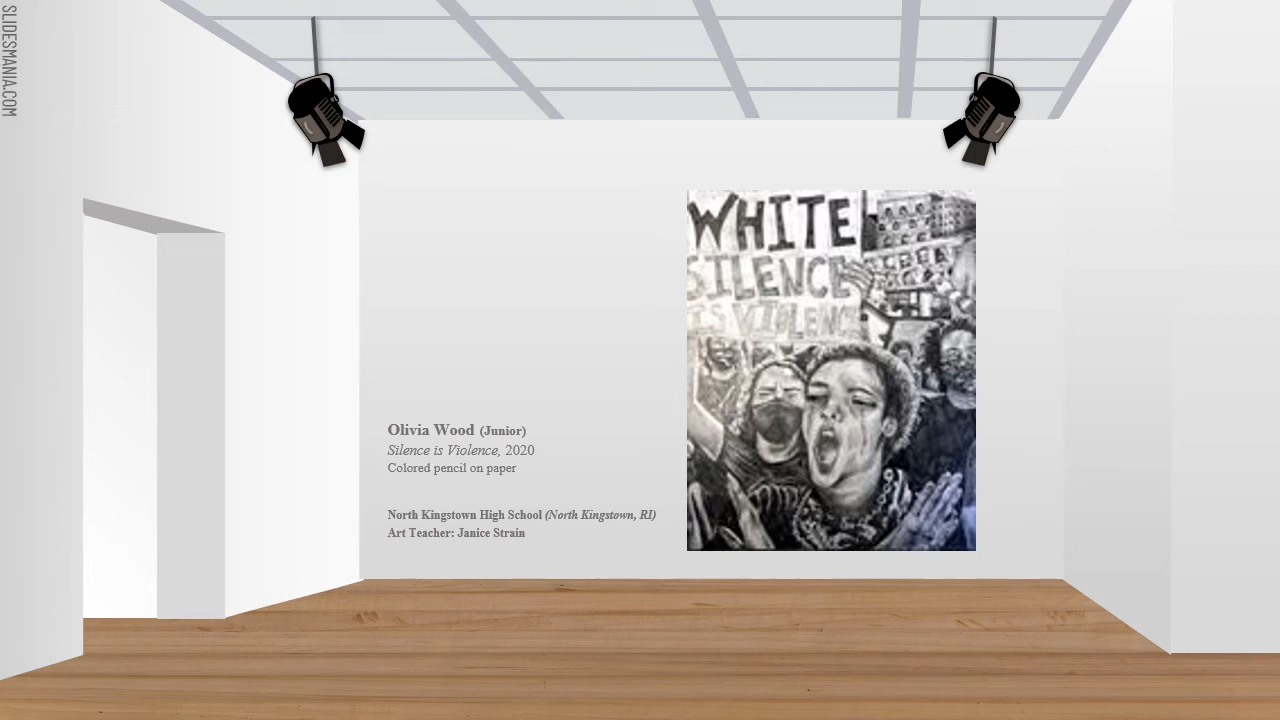 SLIDESMANIA.COM
WHITE
SILENCE
IS VIOLENCE
Olivia Wood (Junior)
Silence is Violence, 2020
Colored pencil on paper
North Kingstown High School (North Kingstown, RI)
Art Teacher: Janice Strain